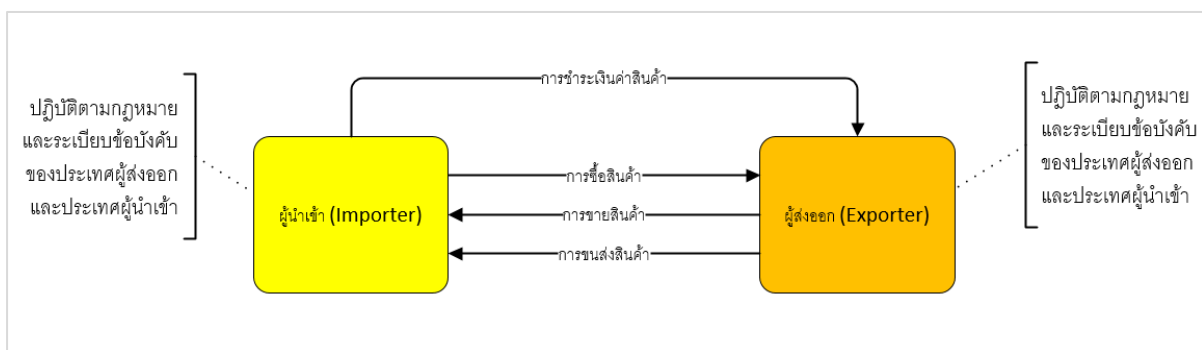 การชำระเงินค่าสินค้า
ปฏิบัติตามกฎหมาย
และระเบียบข้อบังคับ
ของประเทศผู้ส่งออก
และประเทศผู้นำเข้า
ผู้นำเข้า (Importer)
การซื้อสินค้า
การขายสินค้า
การขนส่งสินค้า
ผู้ส่งออก (Exporter)
ปฏิบัติตามกฎหมาย
และระเบียบข้อบังคับ
ของประเทศผู้ส่งออก
และประเทศผู้นำเข้า